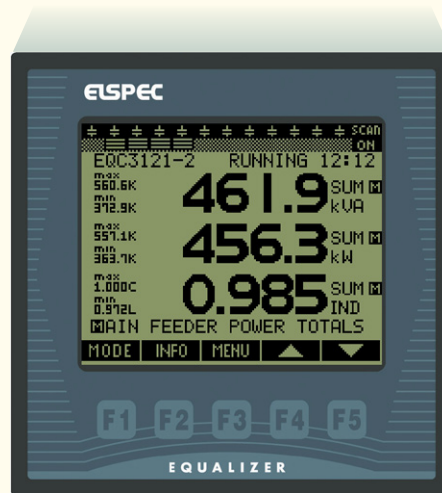 ELSPEC
SCAN
ON
EQC3121-2 RUNNING 12:12
max
560.6K
min
372.9K
461.9
SUM M
kVA
max
557.1K
min
363.7K
456.3
SUM M
kW
max
1.000C
min
0.972L
0.985
SUM M
IND
MAIN FEEDER POWER TOTALS
MODE INFO MENU
F1 F2 F3 F4 F5
EQUALIZER